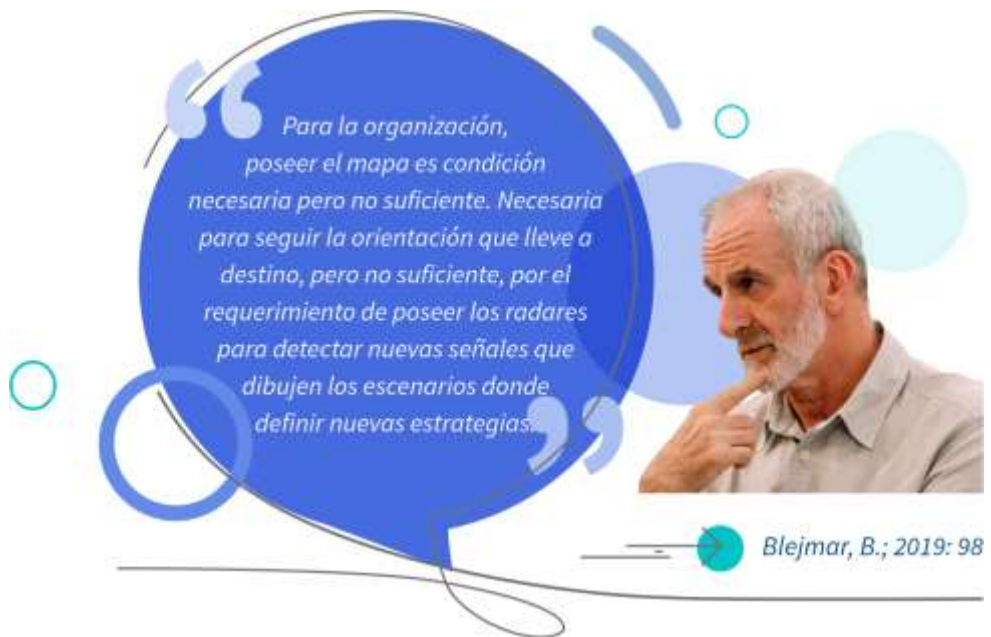 Para la organización,
poseer el mapa es condición
necesaria pero no suficiente. Necesaria
para seguir la orientación que lleve a
destino, pero no suficiente, por el
requerimiento de poseer los radares
para detectar nuevas señales que
dibujen los escenarios donde
definir nuevas estrategias.
Blejmar, B.; 2019: 98